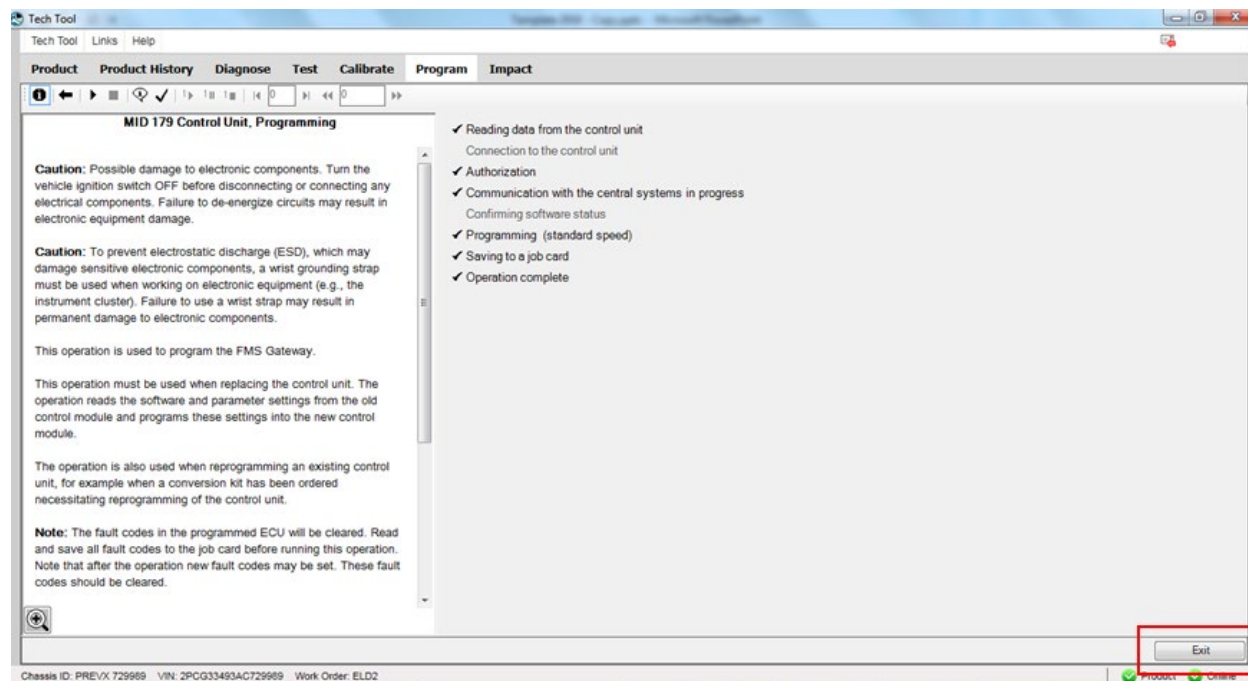 Tech Tool
Tech Tool Links Help
Product Product History Diagnose Test Calibrate Program Impact
0 0
MID 179 Control Unit, Programming
Caution: Possible damage to electronic components. Turn the
vehicle ignition switch OFF before disconnecting or connecting any
electrical components. Failure to de-energize circuits may result in
electronic equipment damage.
Caution: To prevent electrostatic discharge (ESD), which may
damage sensitive electronic components, a wrist grounding strap
must be used when working on electronic equipment (e.g., the
instrument cluster). Failure to use a wrist strap may result in
permanent damage to electronic components.
This operation is used to program the FMS Gateway.
This operation must be used when replacing the control unit. The
operation reads the software and parameter settings from the old
control module and programs these settings into the new control
module.
The operation is also used when reprogramming an existing control
unit, for example when a conversion kit has been ordered
necessitating reprogramming of the control unit.
Note: The fault codes in the programmed ECU will be cleared. Read
and save all fault codes to the job card before running this operation.
Note that after the operation new fault codes may be set. These fault
codes should be cleared.
✓ Reading data from the control unit
Connection to the control unit
✓ Authorization
✓ Communication with the central systems in progress
Confirming software status
✓ Programming (standard speed)
✓ Saving to a job card
✓ Operation complete
Exit
Chassis ID: PREVX 729989 VIN: 2PCG33493AC729989 Work Order: ELD2 Product Online